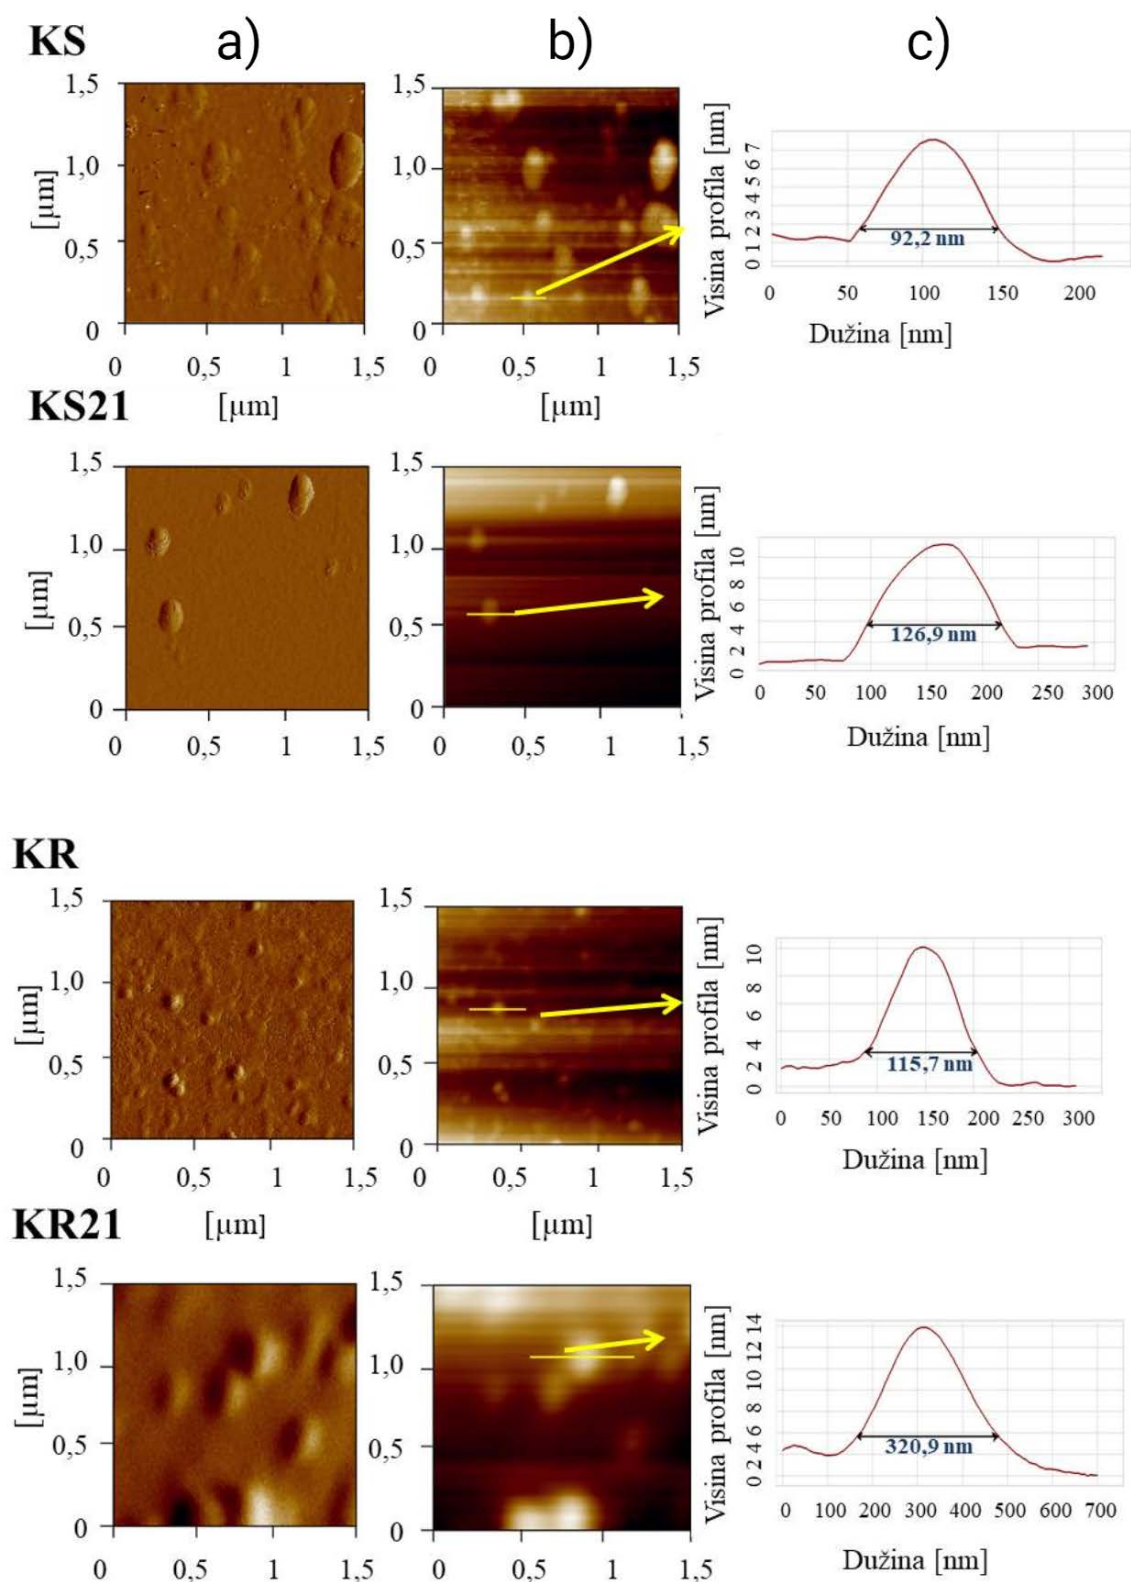 a) b) c)
KS
1,5
1,0
0,5
0
[µm]
0 0,5 1 1,5
[µm]
1,5
1,0
0,5
0
0 0,5 1 1,5
[µm]
Visina profila [nm]
0 1 2 3 4 5 6 7
92,2 nm
0 50 100 150 200
Dužina [nm]
KS21
1,5
1,0
0,5
0
[µm]
0 0,5 1 1,5
1,5
1,0
0,5
0
0 0,5 1 1,5
Visina profila [nm]
0 2 4 6 8 10
126,9 nm
0 50 100 150 200 250 300
Dužina [nm]
KR
1,5
1,0
0,5
0
[µm]
0 0,5 1 1,5
[µm]
1,5
1,0
0,5
0
0 0,5 1 1,5
[µm]
Visina profila [nm]
0 2 4 6 8 10
115,7 nm
0 50 100 150 200 250 300
Dužina [nm]
KR21
1,5
1,0
0,5
0
[µm]
0 0,5 1 1,5
1,5
1,0
0,5
0
0 0,5 1 1,5
Visina profila [nm]
0 2 4 6 8 10 12 14
320,9 nm
0 100 200 300 400 500 600 700
Dužina [nm]